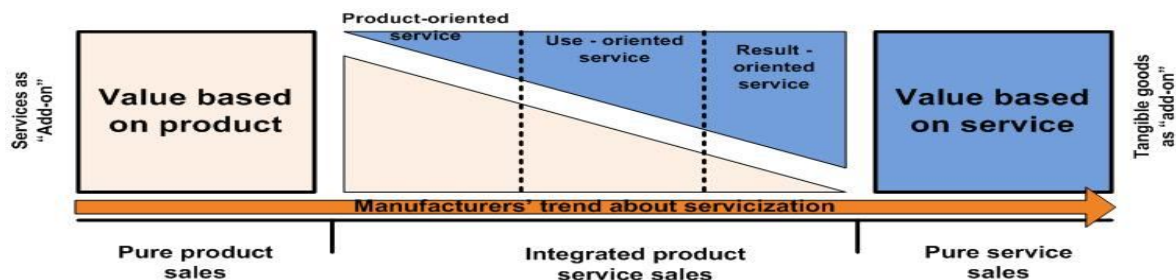 Services as
“Add-on”
Value based
on product
Product-oriented
service
Use - oriented
service
Result -
oriented
service
Value based
on service
Tangible goods
as “add-on”
Manufacturers’ trend about servicization
Pure product
sales
Integrated product
service sales
Pure service
sales